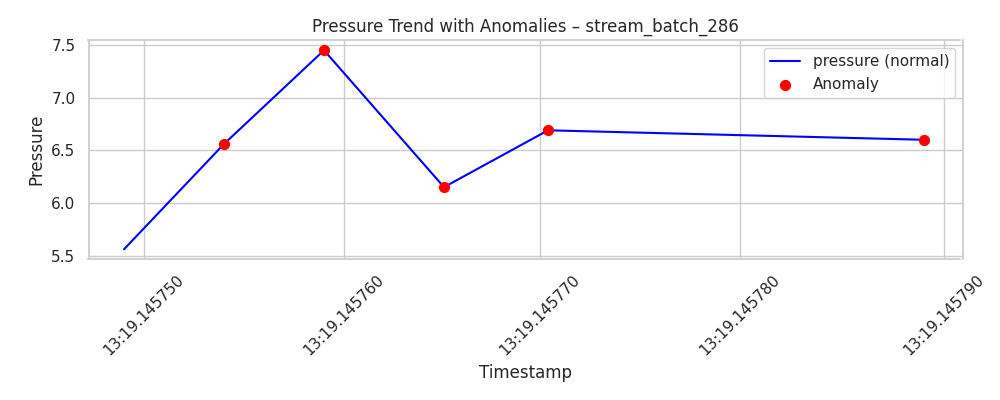 Pressure Trend with Anomalies – stream_batch_286
pressure (normal)
Anomaly
Pressure
7.5
7.0
6.5
6.0
5.5
13:19.145750
13:19.145760
13:19.145770
13:19.145780
13:19.145790
Timestamp